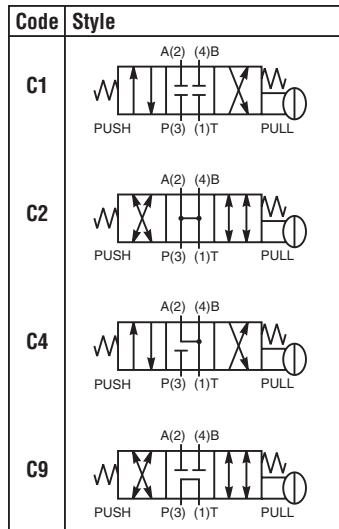 Code Style
A(2) (4)B
C1
PUSH P(3) (1)T PULL
A(2) (4)B
C2
PUSH P(3) (1)T PULL
A(2) (4)B
C4
PUSH P(3) (1)T PULL
A(2) (4)B
C9
PUSH P(3) (1)T PULL